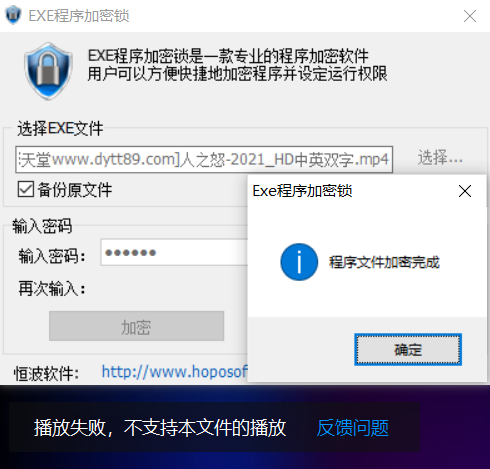 EXE程序加密锁
EXE程序加密锁是一款专业的程序加密软件
用户可以方便快捷地加密程序并设定运行权限
选择EXE文件
天堂www.dytt89.com]人之怒-2021_HD中英双字.mp4
选择...
备份原文件
Exe程序加密锁
输入密码
输入密码：
程序文件加密完成
再次输入：
加密
确定
恒波软件：
http://www.hoposof
播放失败，不支持本文件的播放
反馈问题